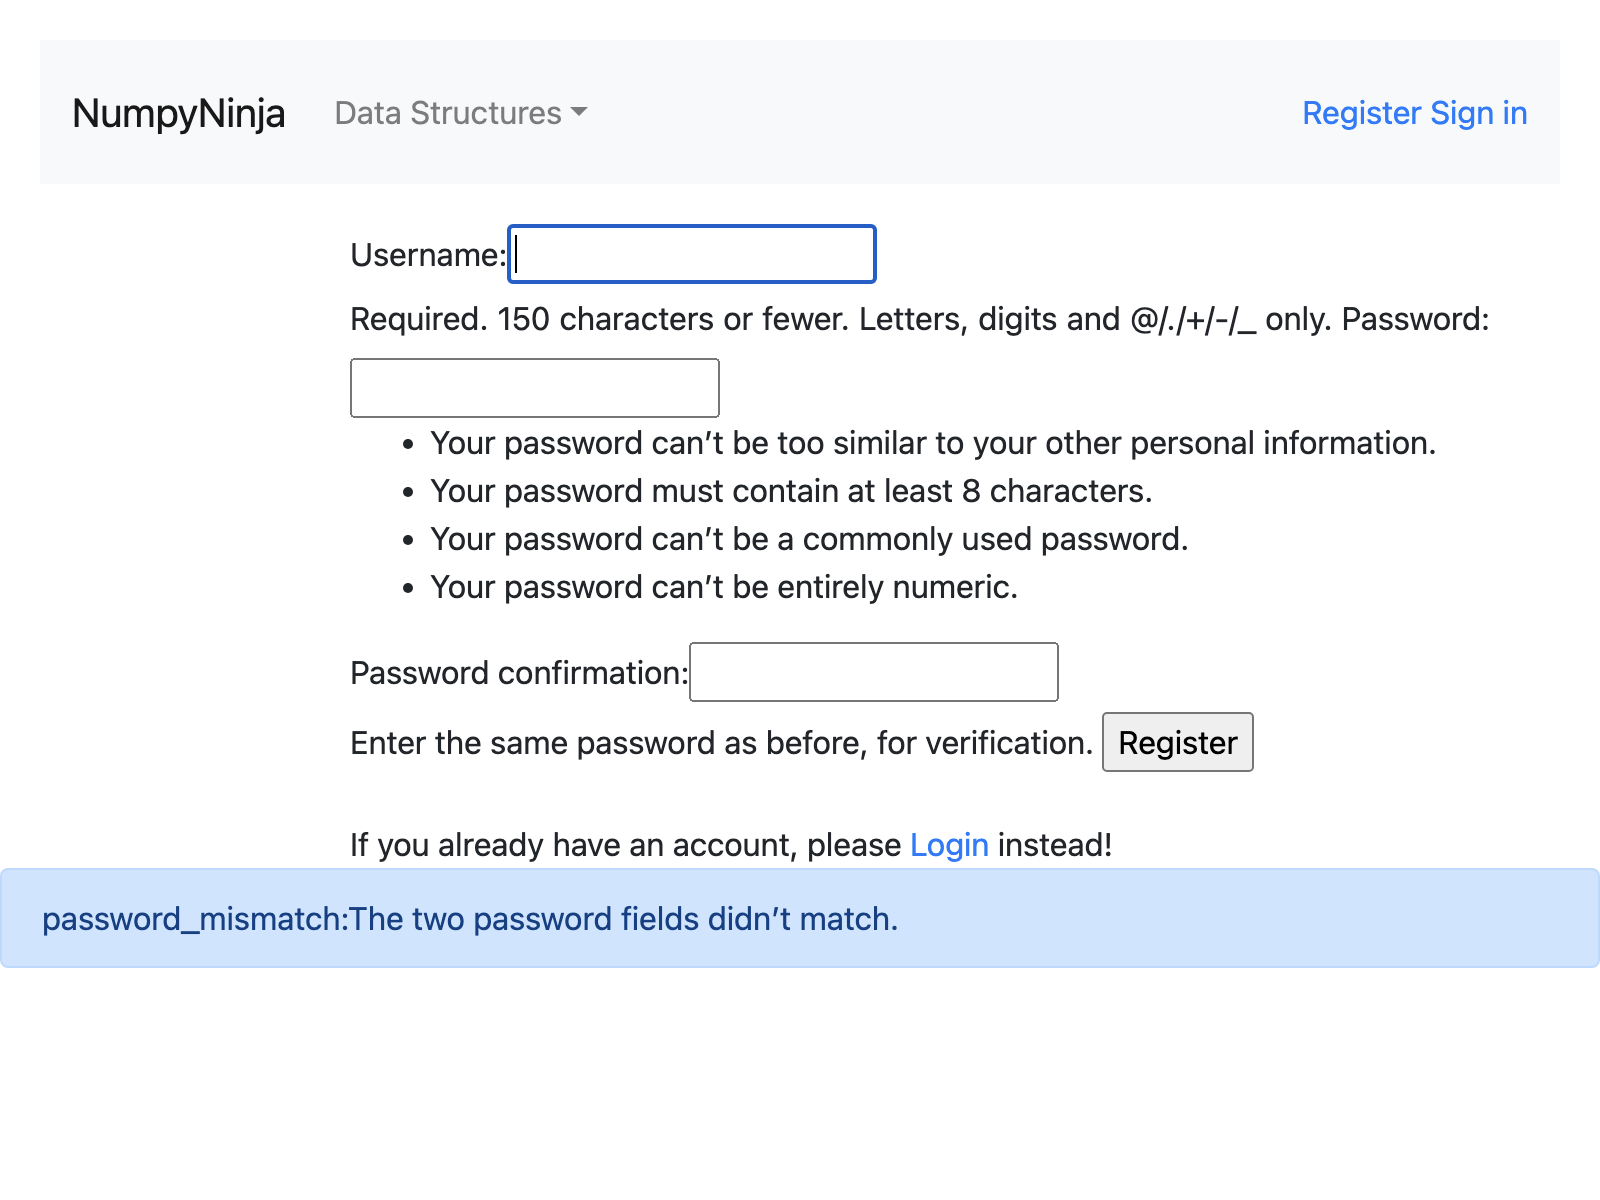 NumpyNinja Data Structures Register Sign in
Username:
Required. 150 characters or fewer. Letters, digits and @/./+/-/_ only. Password:
Your password can’t be too similar to your other personal information.
Your password must contain at least 8 characters.
Your password can’t be a commonly used password.
Your password can’t be entirely numeric.
Password confirmation:
Enter the same password as before, for verification. Register
If you already have an account, please Login instead!
password_mismatch:The two password fields didn’t match.